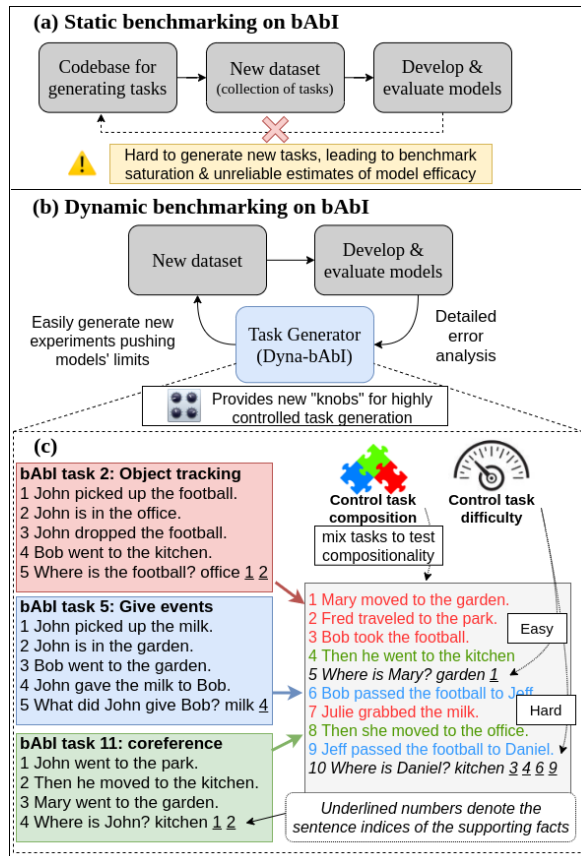 (a) Static benchmarking on bAbI
Codebase for
generating tasks
New dataset
(collection of tasks)
Develop &
evaluate models
Hard to generate new tasks, leading to benchmark
saturation & unreliable estimates of model efficacy
(b) Dynamic benchmarking on bAbI
New dataset
Develop &
evaluate models
Easily generate new
experiments pushing
models' limits
Task Generator
(Dyna-bAbI)
Detailed
error
analysis
Provides new "knobs" for highly
controlled task generation
(c)
bAbI task 2: Object tracking
1 John picked up the football.
2 John is in the office.
3 John dropped the football.
4 Bob went to the kitchen.
5 Where is the football? office 1 2
bAbI task 5: Give events
1 John picked up the milk.
2 John is in the garden.
3 Bob went to the garden.
4 John gave the milk to Bob.
5 What did John give Bob? milk 4
bAbI task 11: coreference
1 John went to the park.
2 Then he moved to the kitchen.
3 Mary went to the garden.
4 Where is John? kitchen 1 2
Control task
composition
mix tasks to test
compositionality
Control task
difficulty
1 Mary moved to the garden.
2 Fred traveled to the park.
3 Bob took the football.
4 Then he went to the kitchen
5 Where is Mary? garden 1
6 Bob passed the football to Jeff
7 Julie grabbed the milk.
8 Then she moved to the office.
9 Jeff passed the football to Daniel.
10 Where is Daniel? kitchen 3 4 6 9
Easy
Hard
Underlined numbers denote the
sentence indices of the supporting facts